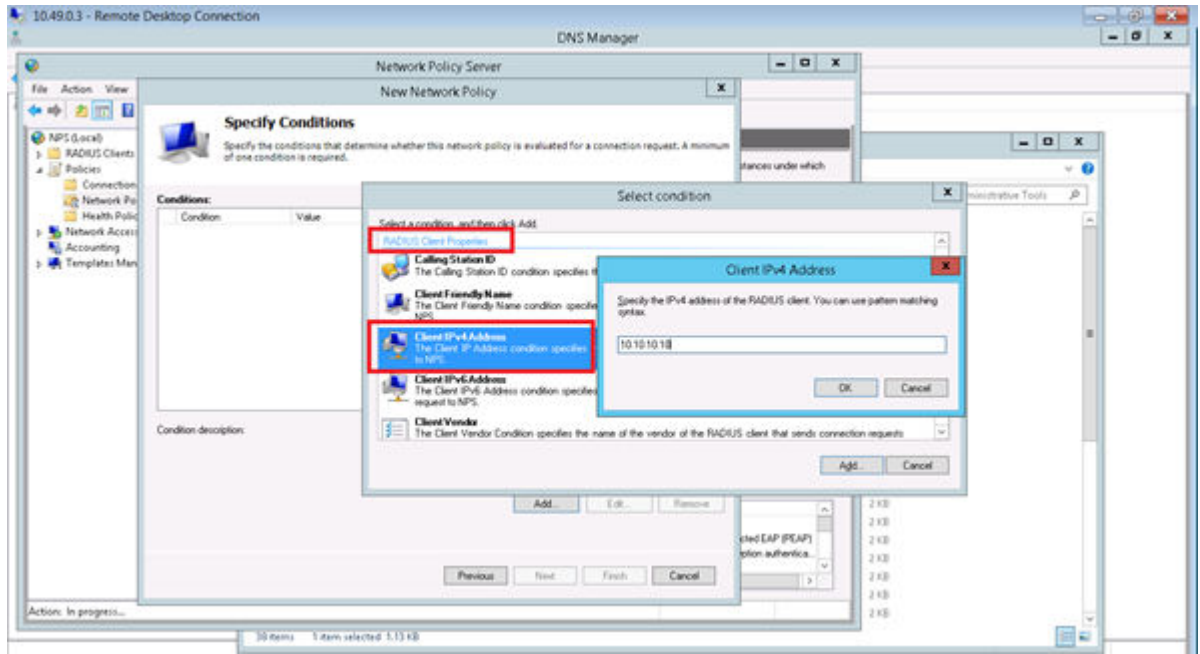 10.49.0.3 - Remote Desktop Connection
DNS Manager
Network Policy Server
File Action View
New Network Policy
NPS (Local)
RADIUS Clients
Policies
Connection
Network Po
Health Polic
Network Access
Accounting
Templates Man
Specify Conditions
Specify the conditions that determine whether this network policy is evaluated for a connection request. A minimum
of one condition is required.
Conditions:
Condition Value
Condition description:
Add... Edit... Remove
Previous Next Finish Cancel
Select condition
Select a condition, and then click Add.
RADIUS Client Properties
Calling Station ID
The Calling Station ID condition specifies
Client Friendly Name
The Client Friendly Name condition specifie
NPS.
Client IPv4 Address
The Client IP Address condition specifies
to NPS.
Client IPv6 Address
The Client IPv6 Address condition specifies
request to NPS.
Client Vendor
The Client Vendor Condition specifies the name of the vendor of the RADIUS client that sends connection requests
Add... Cancel
Client IPv4 Address
Specify the IPv4 address of the RADIUS client. You can use pattern matching
syntax.
10.10.10.10
OK Cancel
stances under which
ministrative Tools
cted EAP (PEAP)
ption authentica...
2 KB
2 KB
2 KB
2 KB
2 KB
2 KB
2 KB
Action: In progress...
38 items 1 item selected 1.13 KB